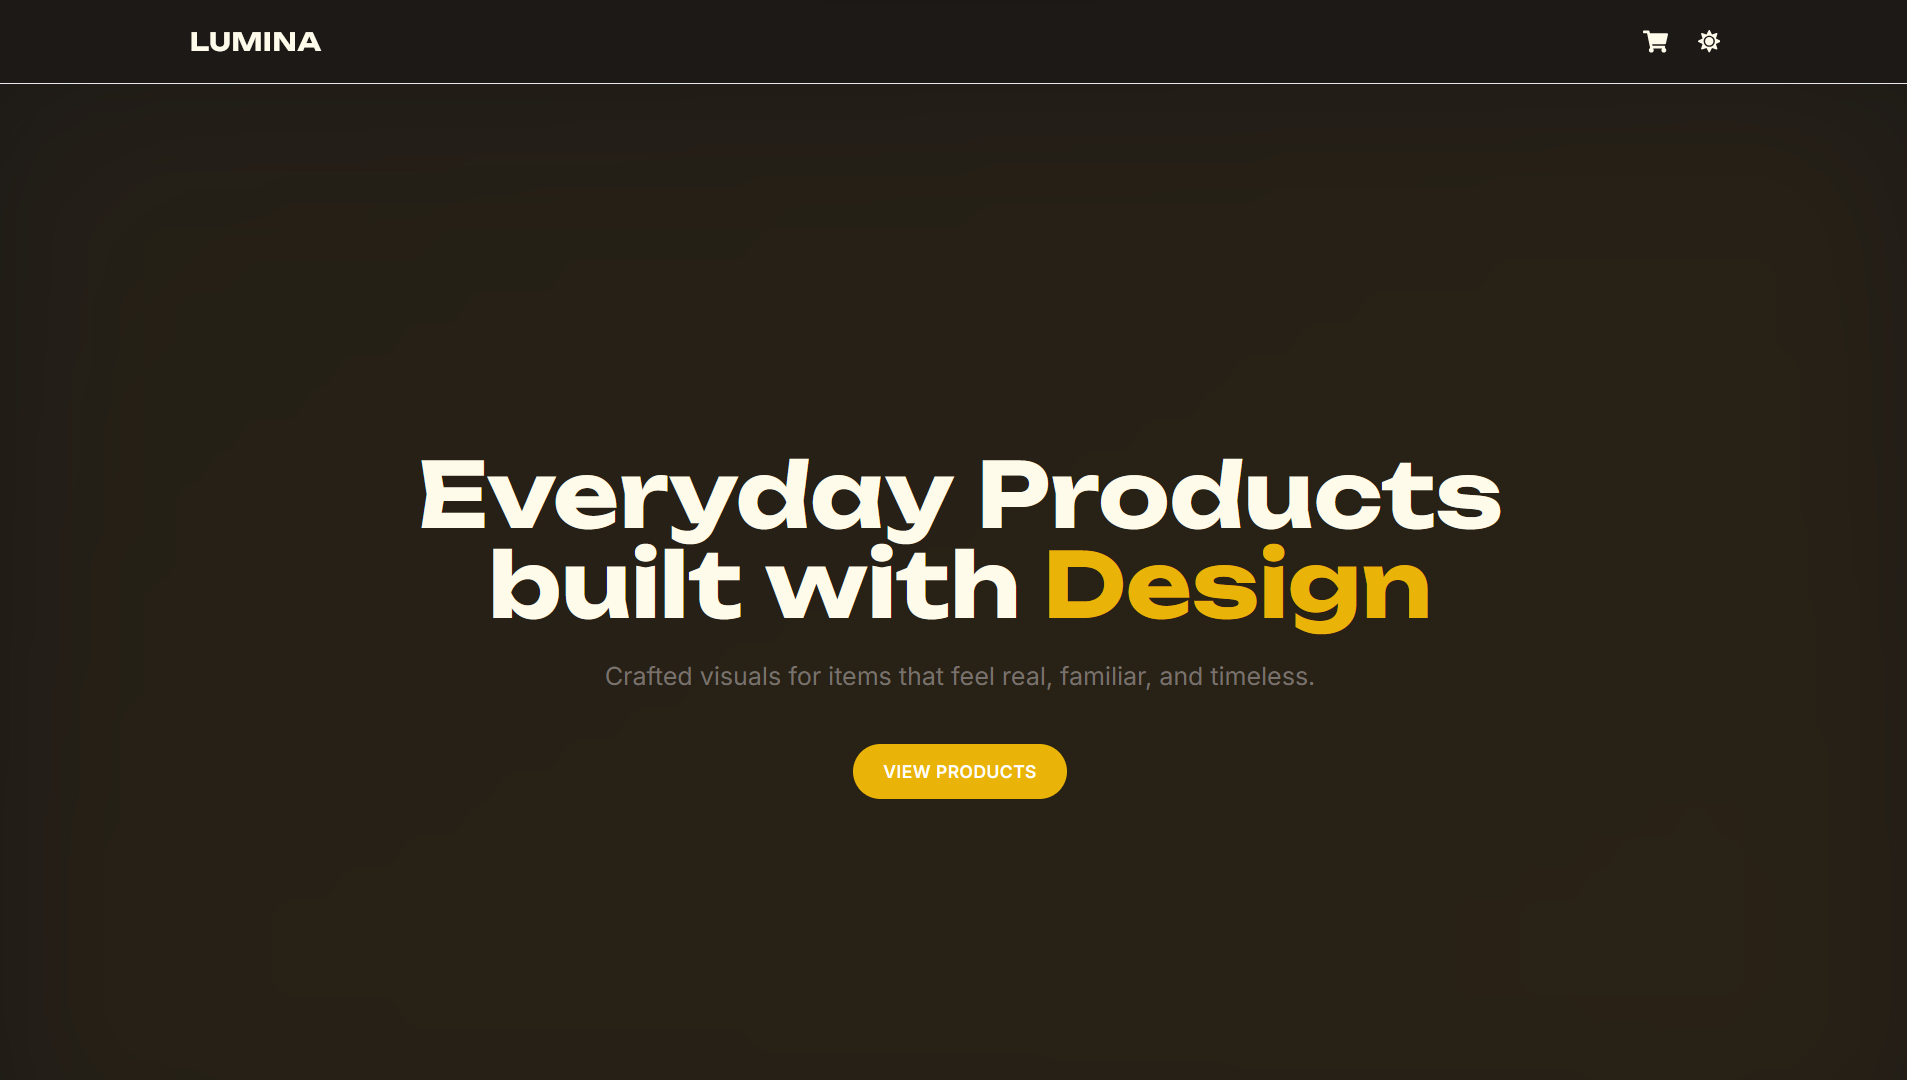 LUMINA
Everyday Products
built with Design
Crafted visuals for items that feel real, familiar, and timeless.
VIEW PRODUCTS